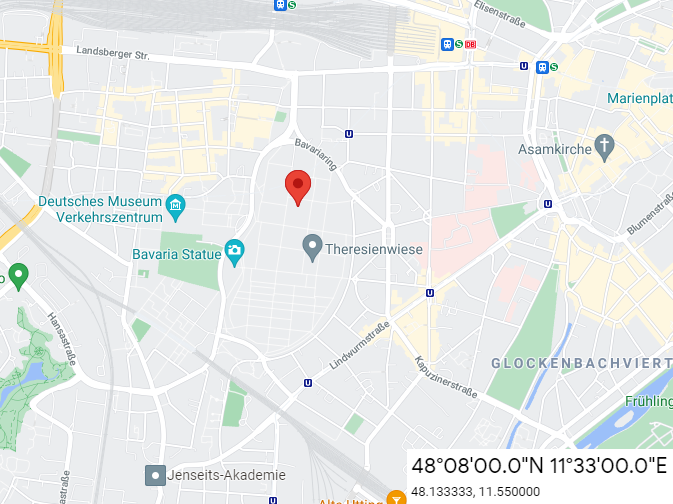 Elisenstraße
S
S
DB
Landsberger Str.
U
S
Marienplat
U
Bavariaring
Asamkirche
Deutsches Museum
Verkehrszentrum
U
Blumenstraße
Bavaria Statue
Theresienwiese
o
U
Hansastraße
Lindwurmstraße
GLOCKENBACHVIERT
Kapuzinerstraße
U
Frühling
48°08'00.0"N 11°33'00.0"E
Jenseits-Akademie
48.133333, 11.550000
U
Alte Utting